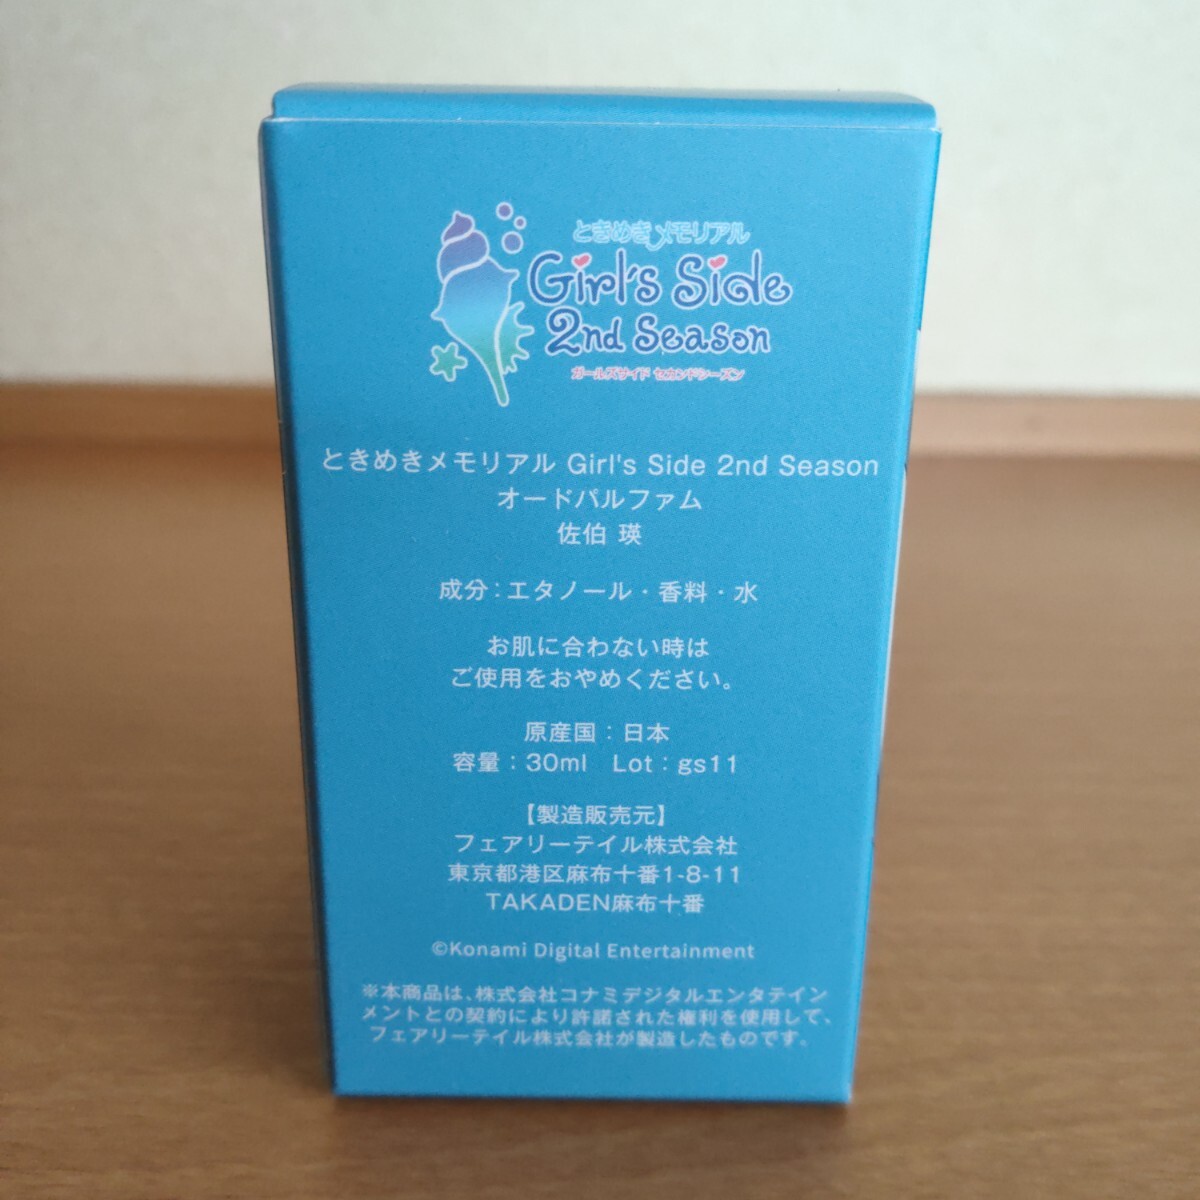 ときめきメモリアル
Girl's Side
2nd Season
ガールズサイド セカンドシーズン
ときめきメモリアル Girl's Side 2nd Season
オードパルファム
佐伯 瑛
成分：エタノール・香料・水
お肌に合わない時は
ご使用をおやめください。
原産国：日本
容量：30ml Lot：gs11
【製造販売元】
フェアリーテイル株式会社
東京都港区麻布十番1-8-11
TAKADEN麻布十番
©Konami Digital Entertainment
※本商品は、株式会社コナミデジタルエンタテイン
メントとの契約により許諾された権利を使用して、
フェアリーテイル株式会社が製造したものです。